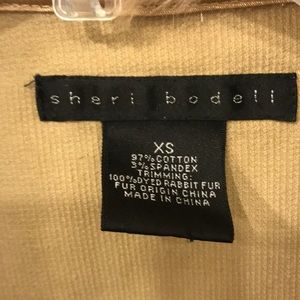 sheri bodell
XS
97% COTTON
3% SPANDEX
TRIMMING:
100% DYED RABBIT FUR
FUR ORIGIN CHINA
MADE IN CHINA